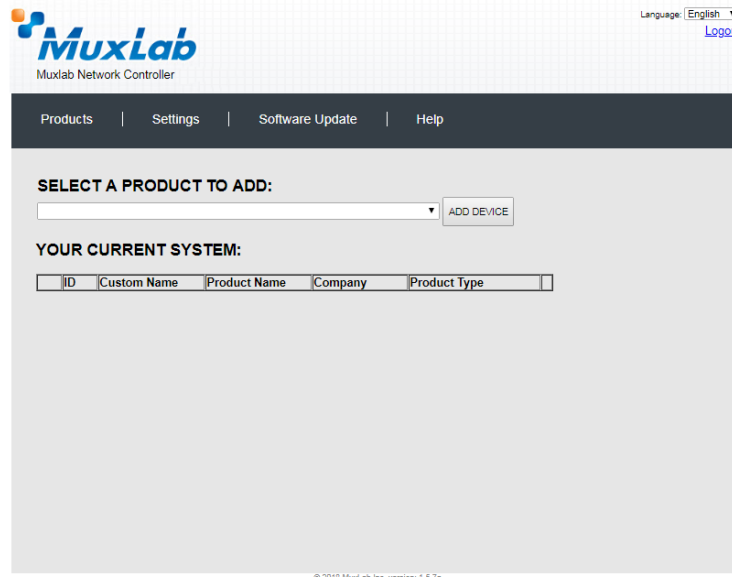 Language: English
MuxLab
Muxlab Network Controller
Products | Settings | Software Update | Help
SELECT A PRODUCT TO ADD:
ADD DEVICE
YOUR CURRENT SYSTEM:
ID Custom Name Product Name Company Product Type